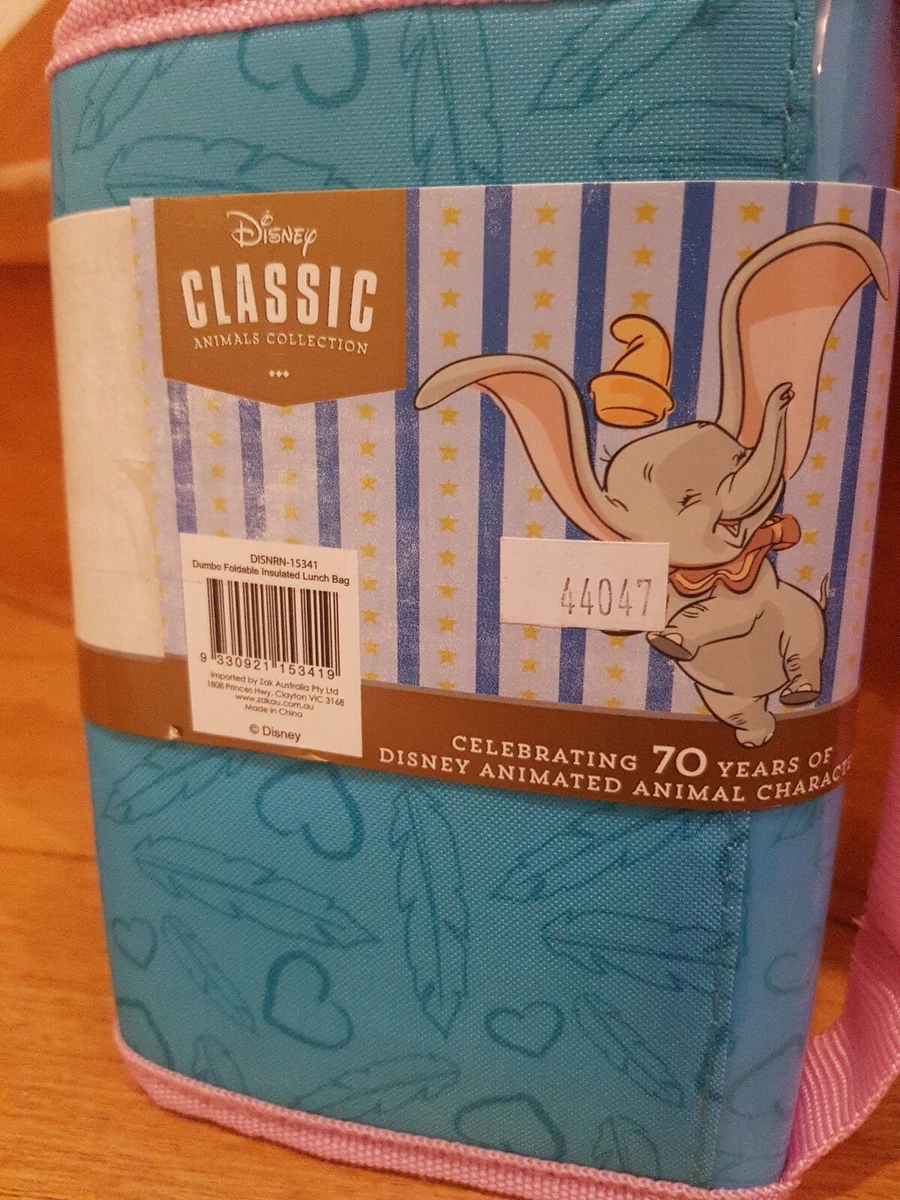 Disney
CLASSIC
ANIMALS COLLECTION
DISNRN-15341
Dumbo Foldable Insulated Lunch Bag
9 330921 153419
Imported by Zak Australia Pty Ltd
1808 Princes Hwy, Clayton VIC 3168
www.zakau.com.au
Made in China
© Disney
44047
CELEBRATING 70 YEARS OF
DISNEY ANIMATED ANIMAL